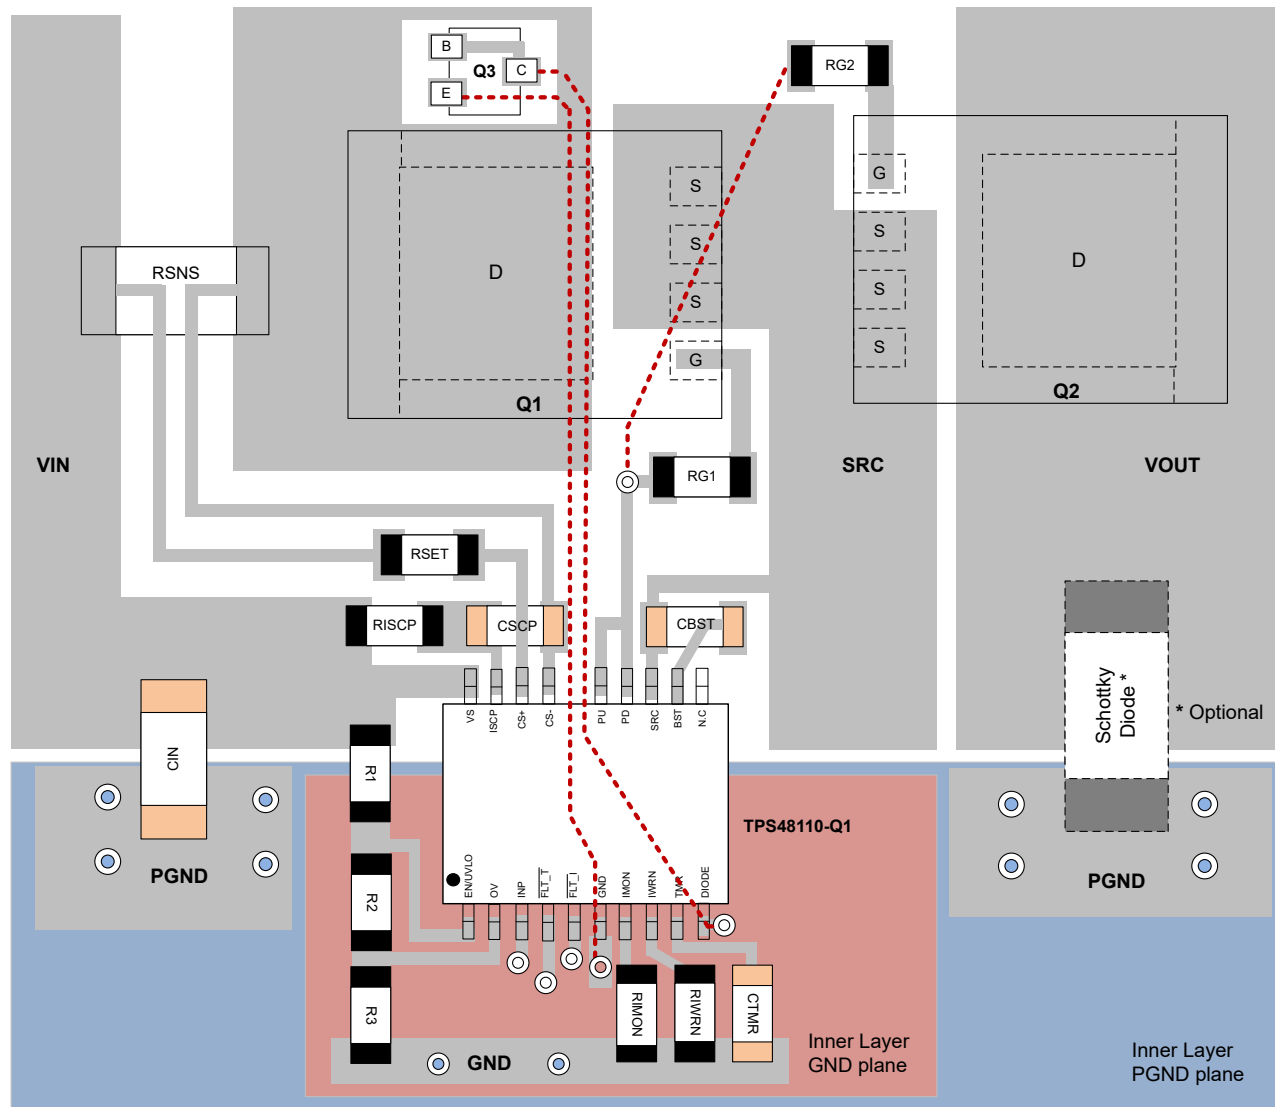 B
Q3
C
E
RG2
G
S
S
S
S
S
S
G
RSNS
D
D
Q1
Q2
VIN
RG1
SRC
VOUT
RSET
RISCP
CSCP
CBST
VS
ISCP
CS+
CS-
PU
PD
SRC
BST
N.C
Schottky
Diode *
* Optional
CIN
R1
TPS48110-Q1
EN/UVLO
OV
INP
FLT_T
FLT_I
GND
IMON
IWRN
TMR
DIODE
PGND
PGND
R2
R3
RIMON
RIWRN
CTMR
GND
Inner Layer
GND plane
Inner Layer
PGND plane